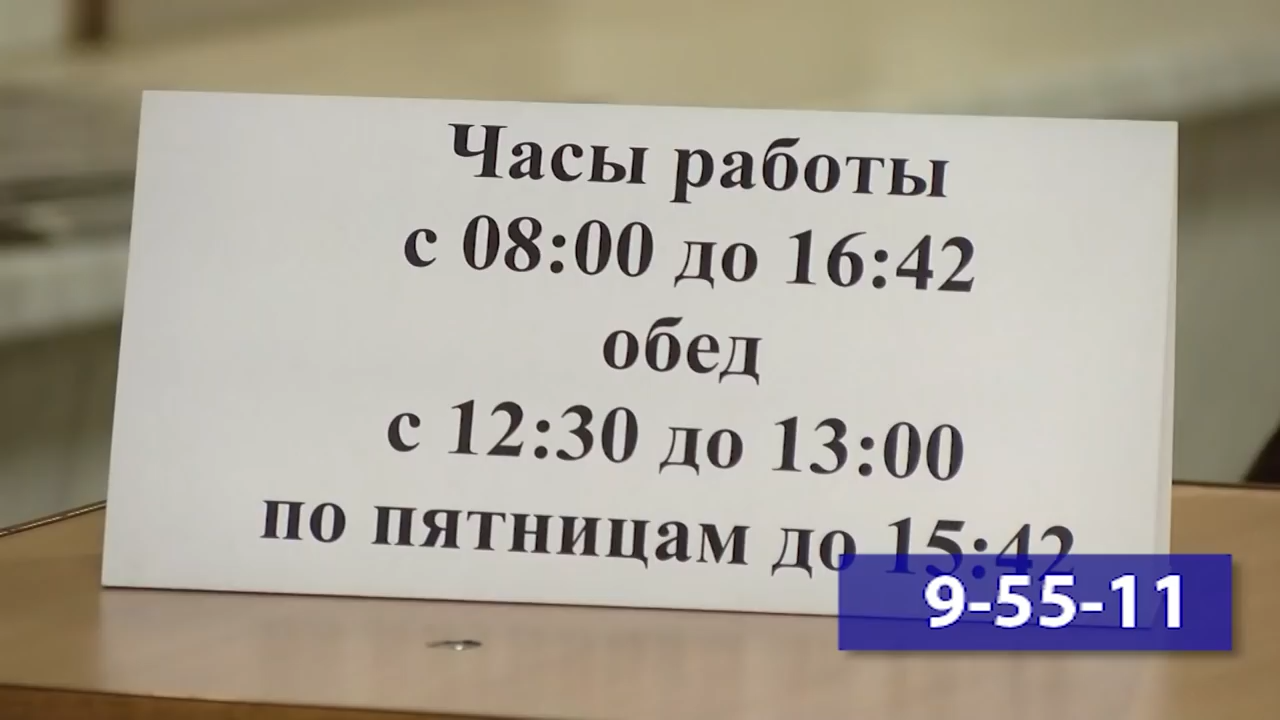 Часы работы
с 08:00 до 16:42
обед
с 12:30 до 13:00
по пятницам до 15:42
9-55-11